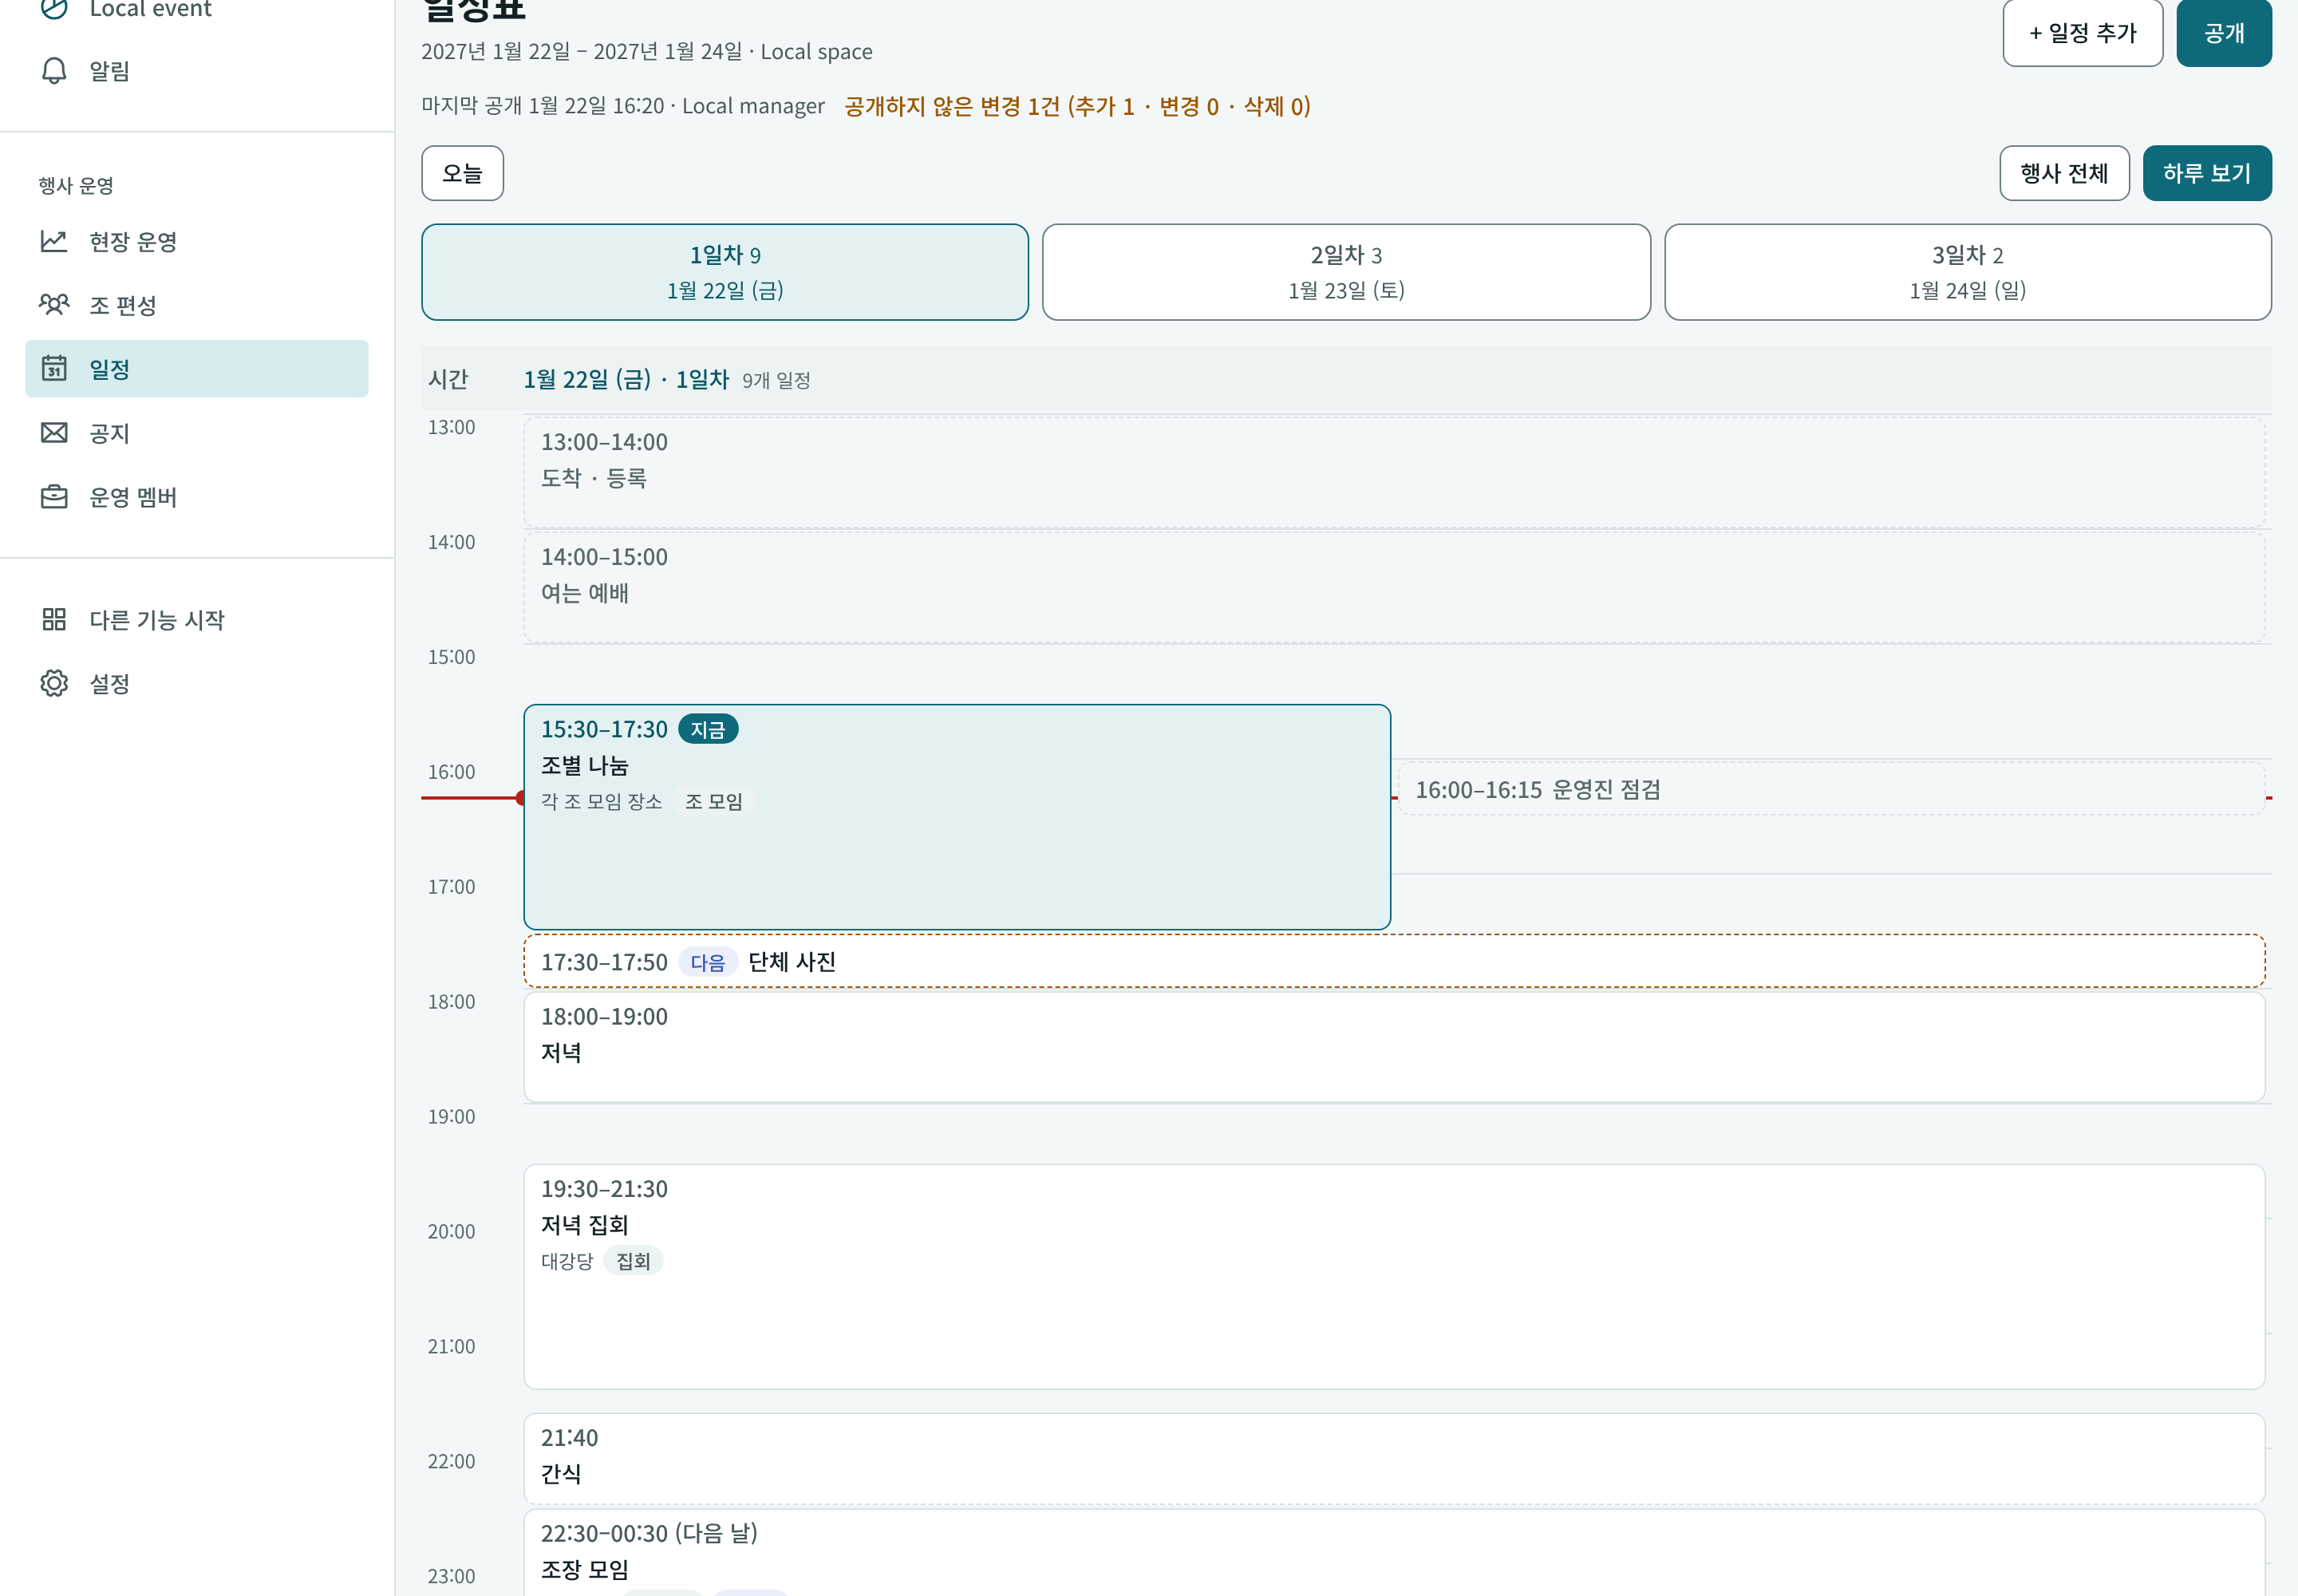 Local event
알림
행사 운영
현장 운영
조 편성
일정
공지
운영 멤버
다른 기능 시작
설정
일정표
2027년 1월 22일 – 2027년 1월 24일 · Local space
+ 일정 추가
공개
마지막 공개 1월 22일 16:20 · Local manager 공개하지 않은 변경 1건 (추가 1 · 변경 0 · 삭제 0)
오늘
행사 전체
하루 보기
1일차 9
1월 22일 (금)
2일차 3
1월 23일 (토)
3일차 2
1월 24일 (일)
시간
1월 22일 (금) · 1일차 9개 일정
13:00
13:00–14:00
도착 · 등록
14:00
14:00–15:00
여는 예배
15:00
15:30–17:30 지금
조별 나눔
각 조 모임 장소 조 모임
16:00
16:00–16:15 운영진 점검
17:00
17:30–17:50 다음 단체 사진
18:00
18:00–19:00
저녁
19:00
19:30–21:30
저녁 집회
대강당 집회
20:00
21:00
21:40
간식
22:00
22:30–00:30 (다음 날)
조장 모임
23:00